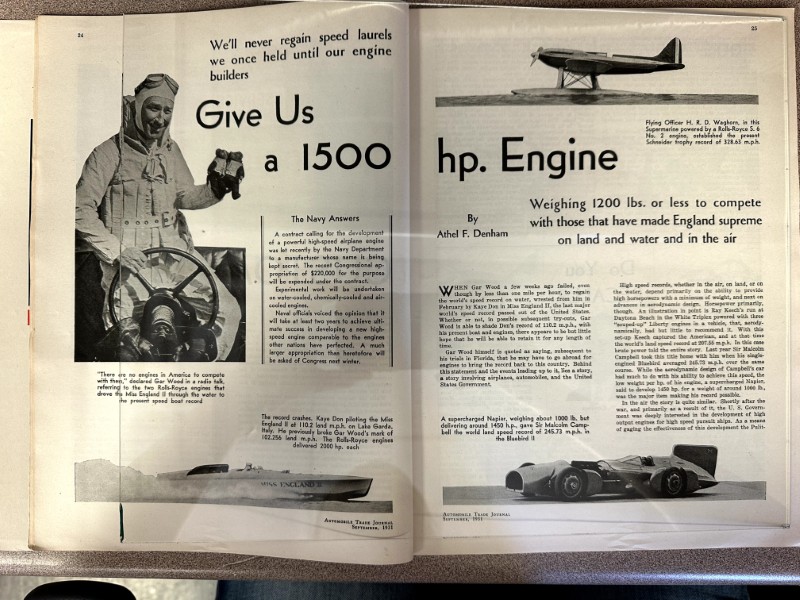 24
We'll never regain speed laurels
we once held until our engine
builders
Give Us
a 1500
The Navy Answers
A contract calling for the development
of a powerful high-speed airplane engine
was let recently by the Navy Department
to a manufacturer whose name is being
kept secret. The recent Congressional ap-
propriation of $220,000 for the purpose
will be expended under the contract.
Experimental work will be undertaken
on water-cooled, chemically-cooled and air-
cooled engines.
Naval officials voiced the opinion that it
will take at least two years to achieve ulti-
mate success in developing a new high-
speed engine comparable to the engines
other nations have perfected. A much
larger appropriation than heretofore will
be asked of Congress next winter.
"There are no engines in America to compete
with them," declared Gar Wood in a radio talk,
referring to the two Rolls-Royce engines that
drove the Miss England II through the water to
the present speed boat record
The record crashes. Kaye Don piloting the Miss
England II at 110.2 land m.p.h. on Lake Garda,
Italy. He previously broke Gar Wood's mark of
102.256 land m.p.h. The Rolls-Royce engines
delivered 2000 hp. each
MISS ENGLAND II
Automobile Trade Journal
September, 1931
25
Flying Officer H. R. D. Waghorn, in this
Supermarine powered by a Rolls-Royce S. 6
No. 2 engine, established the present
Schneider trophy record of 328.63 m.p.h.
hp. Engine
By
Athel F. Denham
Weighing 1200 lbs. or less to compete
with those that have made England supreme
on land and water and in the air
WHEN Gar Wood a few weeks ago failed, even
though by less than one mile per hour, to regain
the world's speed record on water, wrested from him in
February by Kaye Don in Miss England II, the last major
world's speed record passed out of the United States.
Whether or not, in possible subsequent try-outs, Gar
Wood is able to shade Don's record of 110.2 m.p.h., with
his present boat and engines, there appears to be but little
hope that he will be able to retain it for any length of
time.
Gar Wood himself is quoted as saying, subsequent to
his trials in Florida, that he may have to go abroad for
engines to bring the record back to this country. Behind
this statement and the events leading up to it, lies a story,
a story involving airplanes, automobiles, and the United
States Government.
A supercharged Napier, weighing about 1000 lb., but
delivering around 1450 hp., gave Sir Malcolm Camp-
bell the world land speed record of 245.73 m.p.h. in
the Bluebird II
High speed records, whether in the air, on land, or on
the water, depend primarily on the ability to provide
high horsepowers with a minimum of weight, and next on
advances in aerodynamic design. Horsepower primarily,
though. An illustration in point is Ray Keech's run at
Daytona Beach in the White Triplex powered with three
"souped-up" Liberty engines in a vehicle, that, aerody-
namically, had but little to recommend it. With this
set-up Keech captured the American, and at that time
the world's land speed record at 207.55 m.p.h. In this case
brute power told the entire story. Last year Sir Malcolm
Campbell took this title home with him when his single-
engined Bluebird averaged 245.73 m.p.h. over the same
course. While the aerodynamic design of Campbell's car
had much to do with his ability to achieve this speed, the
low weight per hp. of his engine, a supercharged Napier,
said to develop 1450 hp. for a weight of around 1000 lb.,
was the major item making his record possible.
In the air the story is quite similar. Shortly after the
war, and primarily as a result of it, the U. S. Govern-
ment was deeply interested in the development of high
output engines for high speed pursuit ships. As a means
of gaging the effectiveness of this development the Pulit-
Automobile Trade Journal
September, 1931